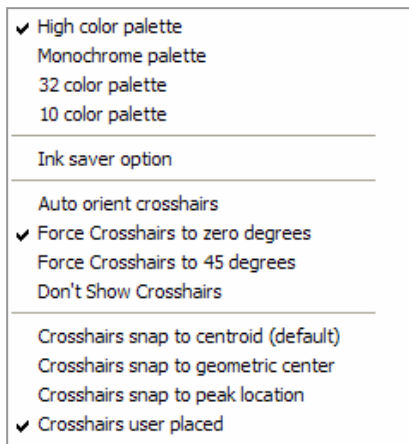 High color palette
Monochrome palette
32 color palette
10 color palette
Ink saver option
Auto orient crosshairs
Force Crosshairs to zero degrees
Force Crosshairs to 45 degrees
Don't Show Crosshairs
Crosshairs snap to centroid (default)
Crosshairs snap to geometric center
Crosshairs snap to peak location
Crosshairs user placed